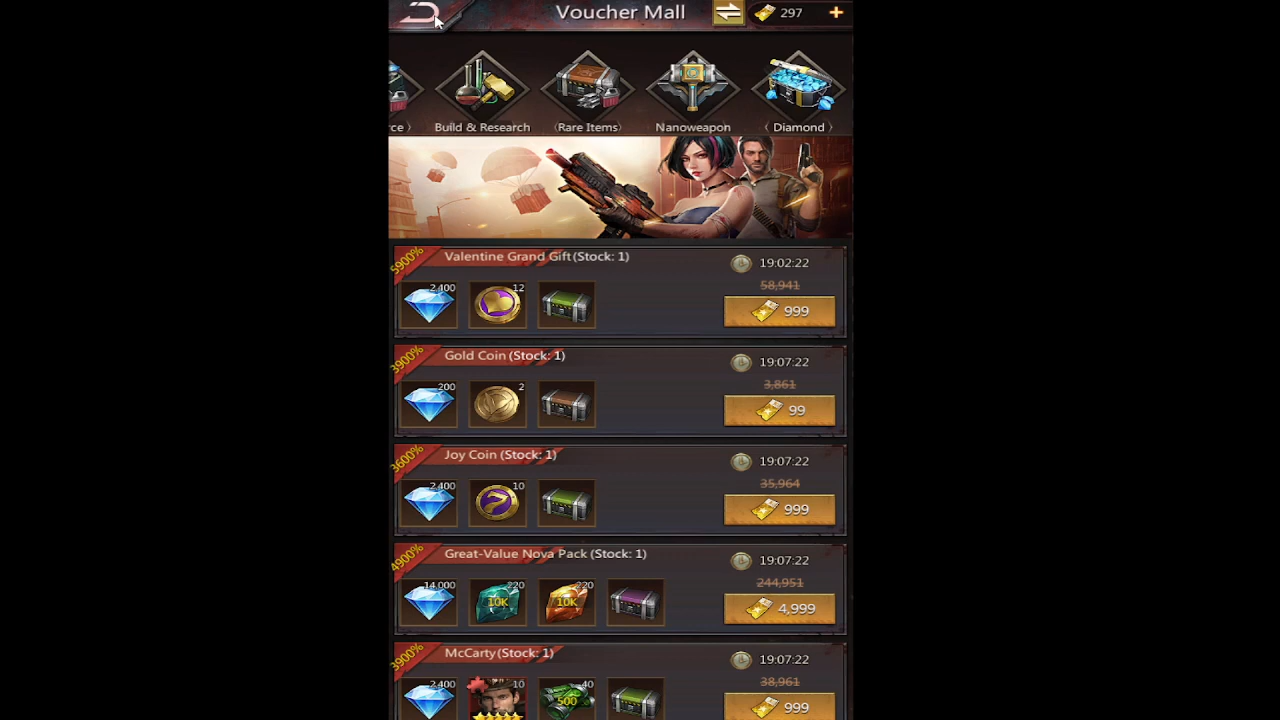 Voucher Mall
297
rce 〉
Build & Research
〈Rare Items〉
Nanoweapon
〈 Diamond 〉
5900%
Valentine Grand Gift(Stock: 1)
19:02:22
2,400
12
58,941
999
3900%
Gold Coin (Stock: 1)
19:07:22
200
2
3,861
99
3600%
Joy Coin (Stock: 1)
19:07:22
2,400
10
7
35,964
999
4900%
Great-Value Nova Pack (Stock: 1)
19:07:22
14,000
220
10K
220
10K
244,951
4,999
3900%
McCarty(Stock: 1)
19:07:22
2,400
10
40
500
38,961
999